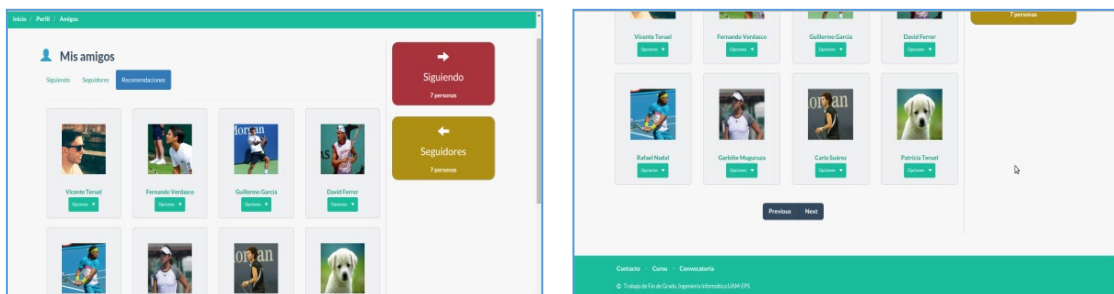 Inicio / Perfil / Amigos
Mis amigos
Siguiendo Seguidores Recomendaciones
Siguiendo
7 personas
Seguidores
7 personas
Vicente Teruel Fernando Verdasco Guillermo García David Ferrer
Opciones Opciones Opciones Opciones
7 personas
Vicente Teruel Fernando Verdasco Guillermo García David Ferrer
Opciones Opciones Opciones Opciones
Rafael Nadal Garbiñe Muguruza Carla Suárez Patricia Teruel
Opciones Opciones Opciones Opciones
Previous Next
Contacto - Curso - Convocatoria
© Trabajo de Fin de Grado, Ingeniería Informática UAM-EPS